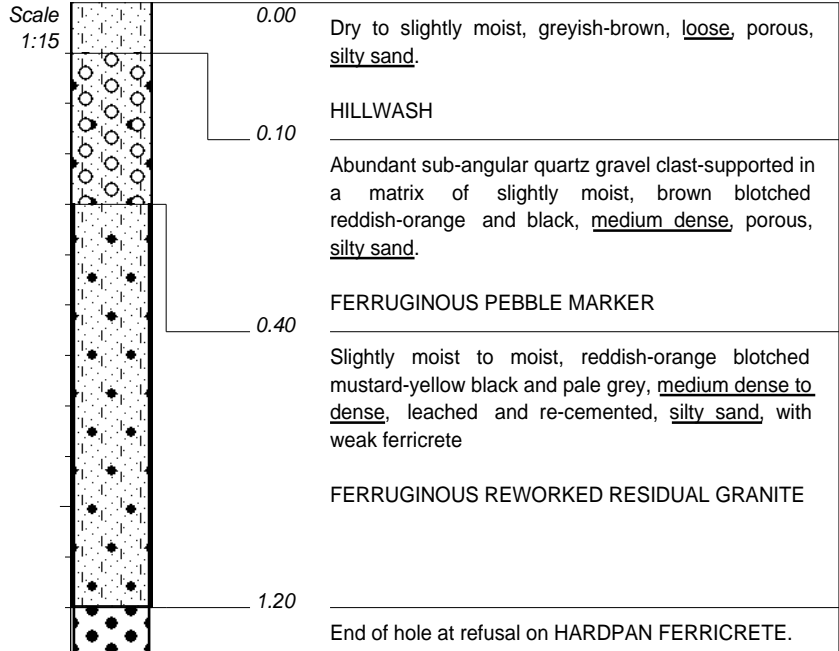 Scale
1:15
0.00
Dry to slightly moist, greyish-brown, loose, porous,
silty sand.
HILLWASH
0.10
Abundant sub-angular quartz gravel clast-supported in
a matrix of slightly moist, brown blotched
reddish-orange and black, medium dense, porous,
silty sand.
FERRUGINOUS PEBBLE MARKER
0.40
Slightly moist to moist, reddish-orange blotched
mustard-yellow black and pale grey, medium dense to
dense, leached and re-cemented, silty sand, with
weak ferricrete
FERRUGINOUS REWORKED RESIDUAL GRANITE
1.20
End of hole at refusal on HARDPAN FERRICRETE.